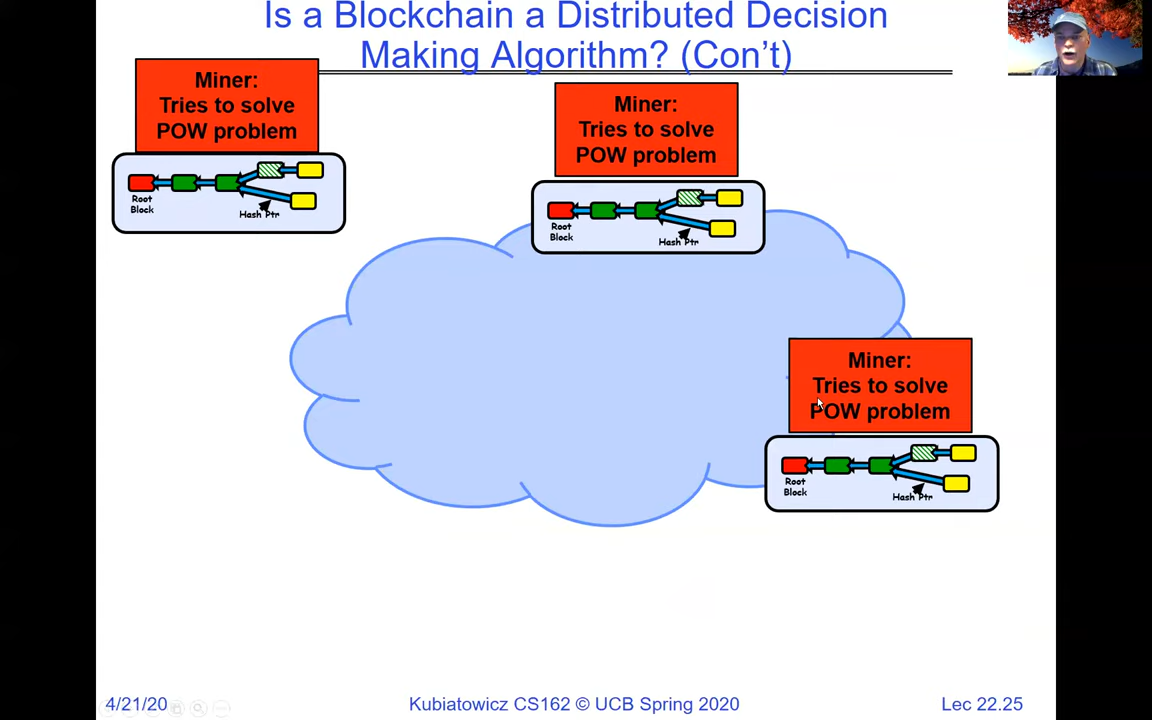 Is a Blockchain a Distributed Decision
Making Algorithm? (Con't)
Miner:
Tries to solve
POW problem
Root
Block
Hash Ptr
Miner:
Tries to solve
POW problem
Root
Block
Hash Ptr
Miner:
Tries to solve
POW problem
Root
Block
Hash Ptr
4/21/20
Kubiatowicz CS162 © UCB Spring 2020
Lec 22.25